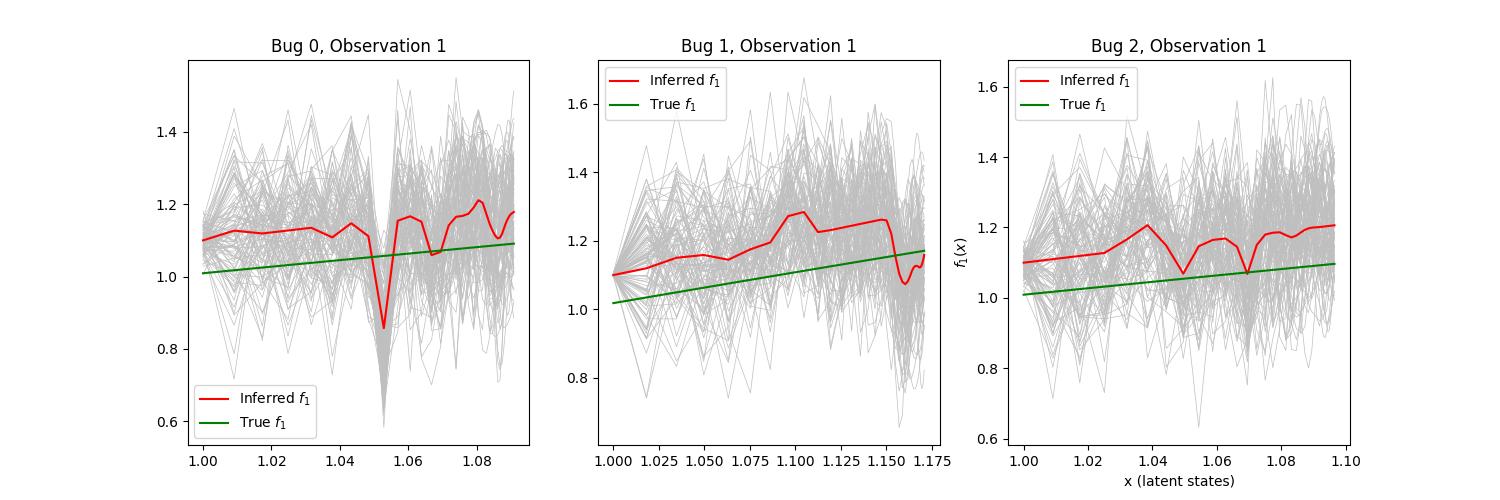 Bug 0, Observation 1
1.4
1.2
1.0
0.8
0.6
Inferred f₁
True f₁
1.00 1.02 1.04 1.06 1.08
Bug 1, Observation 1
Inferred f₁
True f₁
1.6
1.4
1.2
1.0
0.8
1.000 1.025 1.050 1.075 1.100 1.125 1.150 1.175
Bug 2, Observation 1
Inferred f₁
True f₁
f₁(x)
1.6
1.4
1.2
1.0
0.8
0.6
1.00 1.02 1.04 1.06 1.08 1.10
x (latent states)